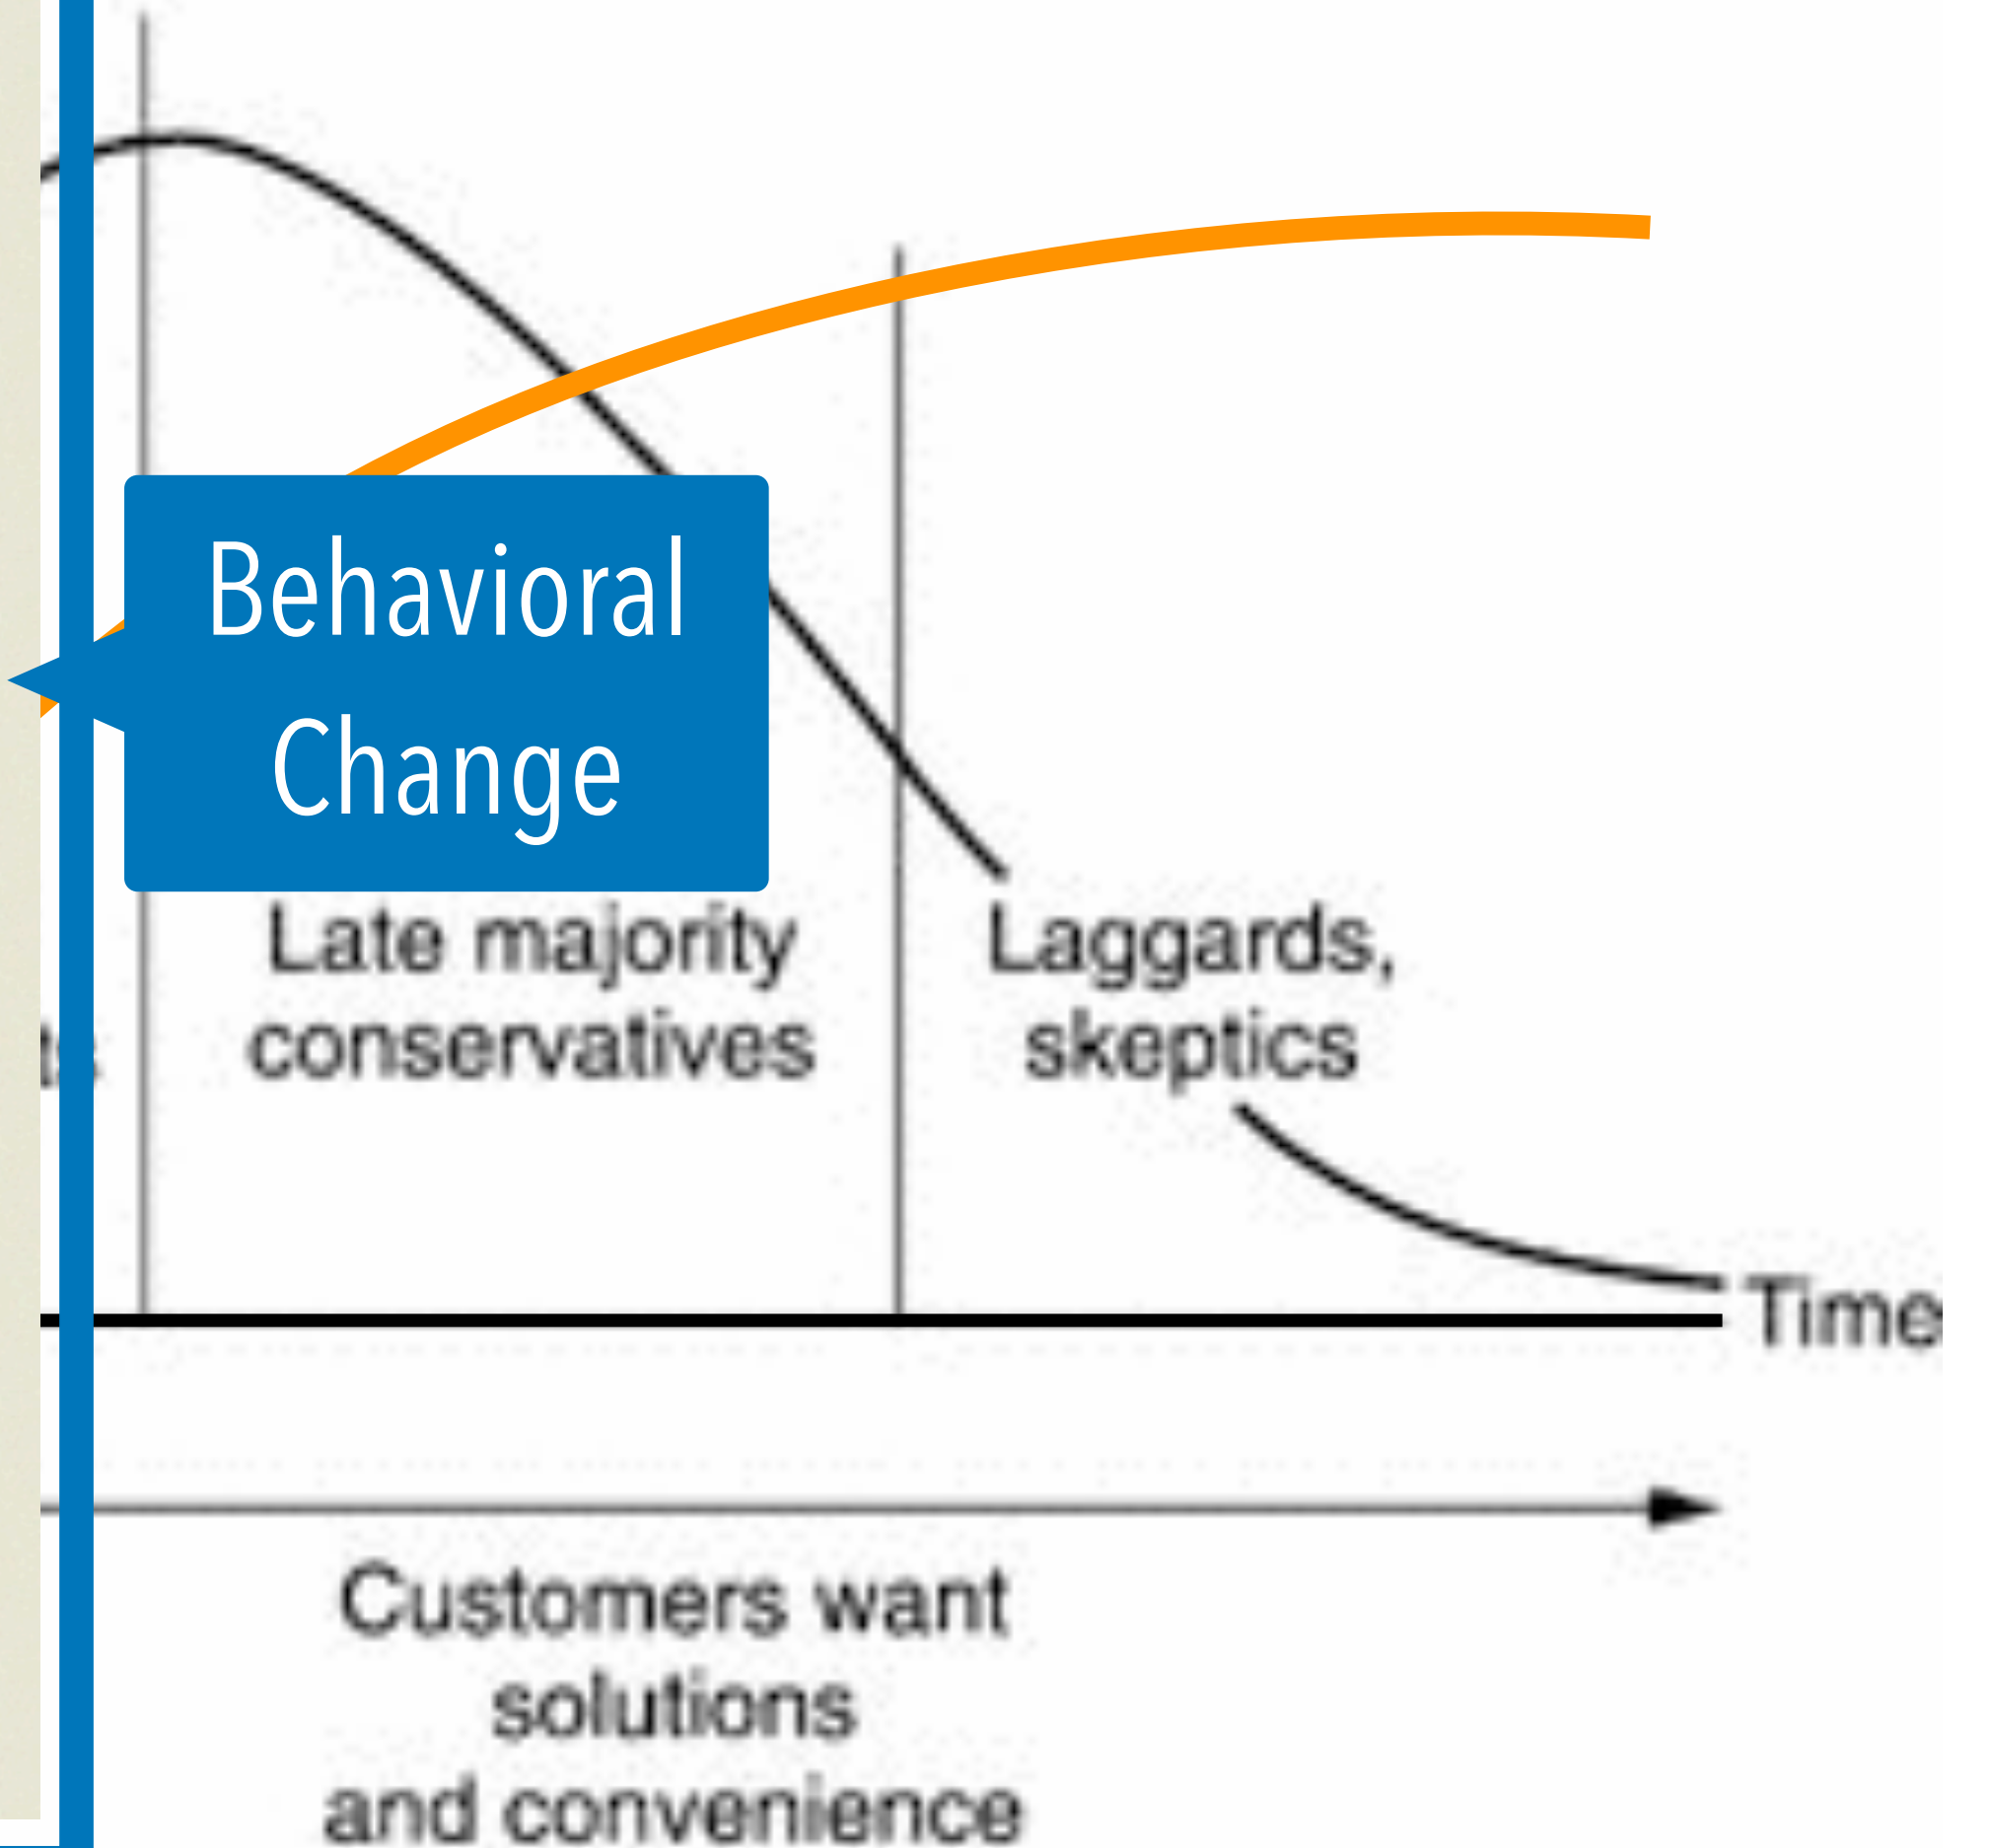 Behavioral
Change
Late majority
conservatives
Laggards,
skeptics
Time
Customers want
solutions
and convenience